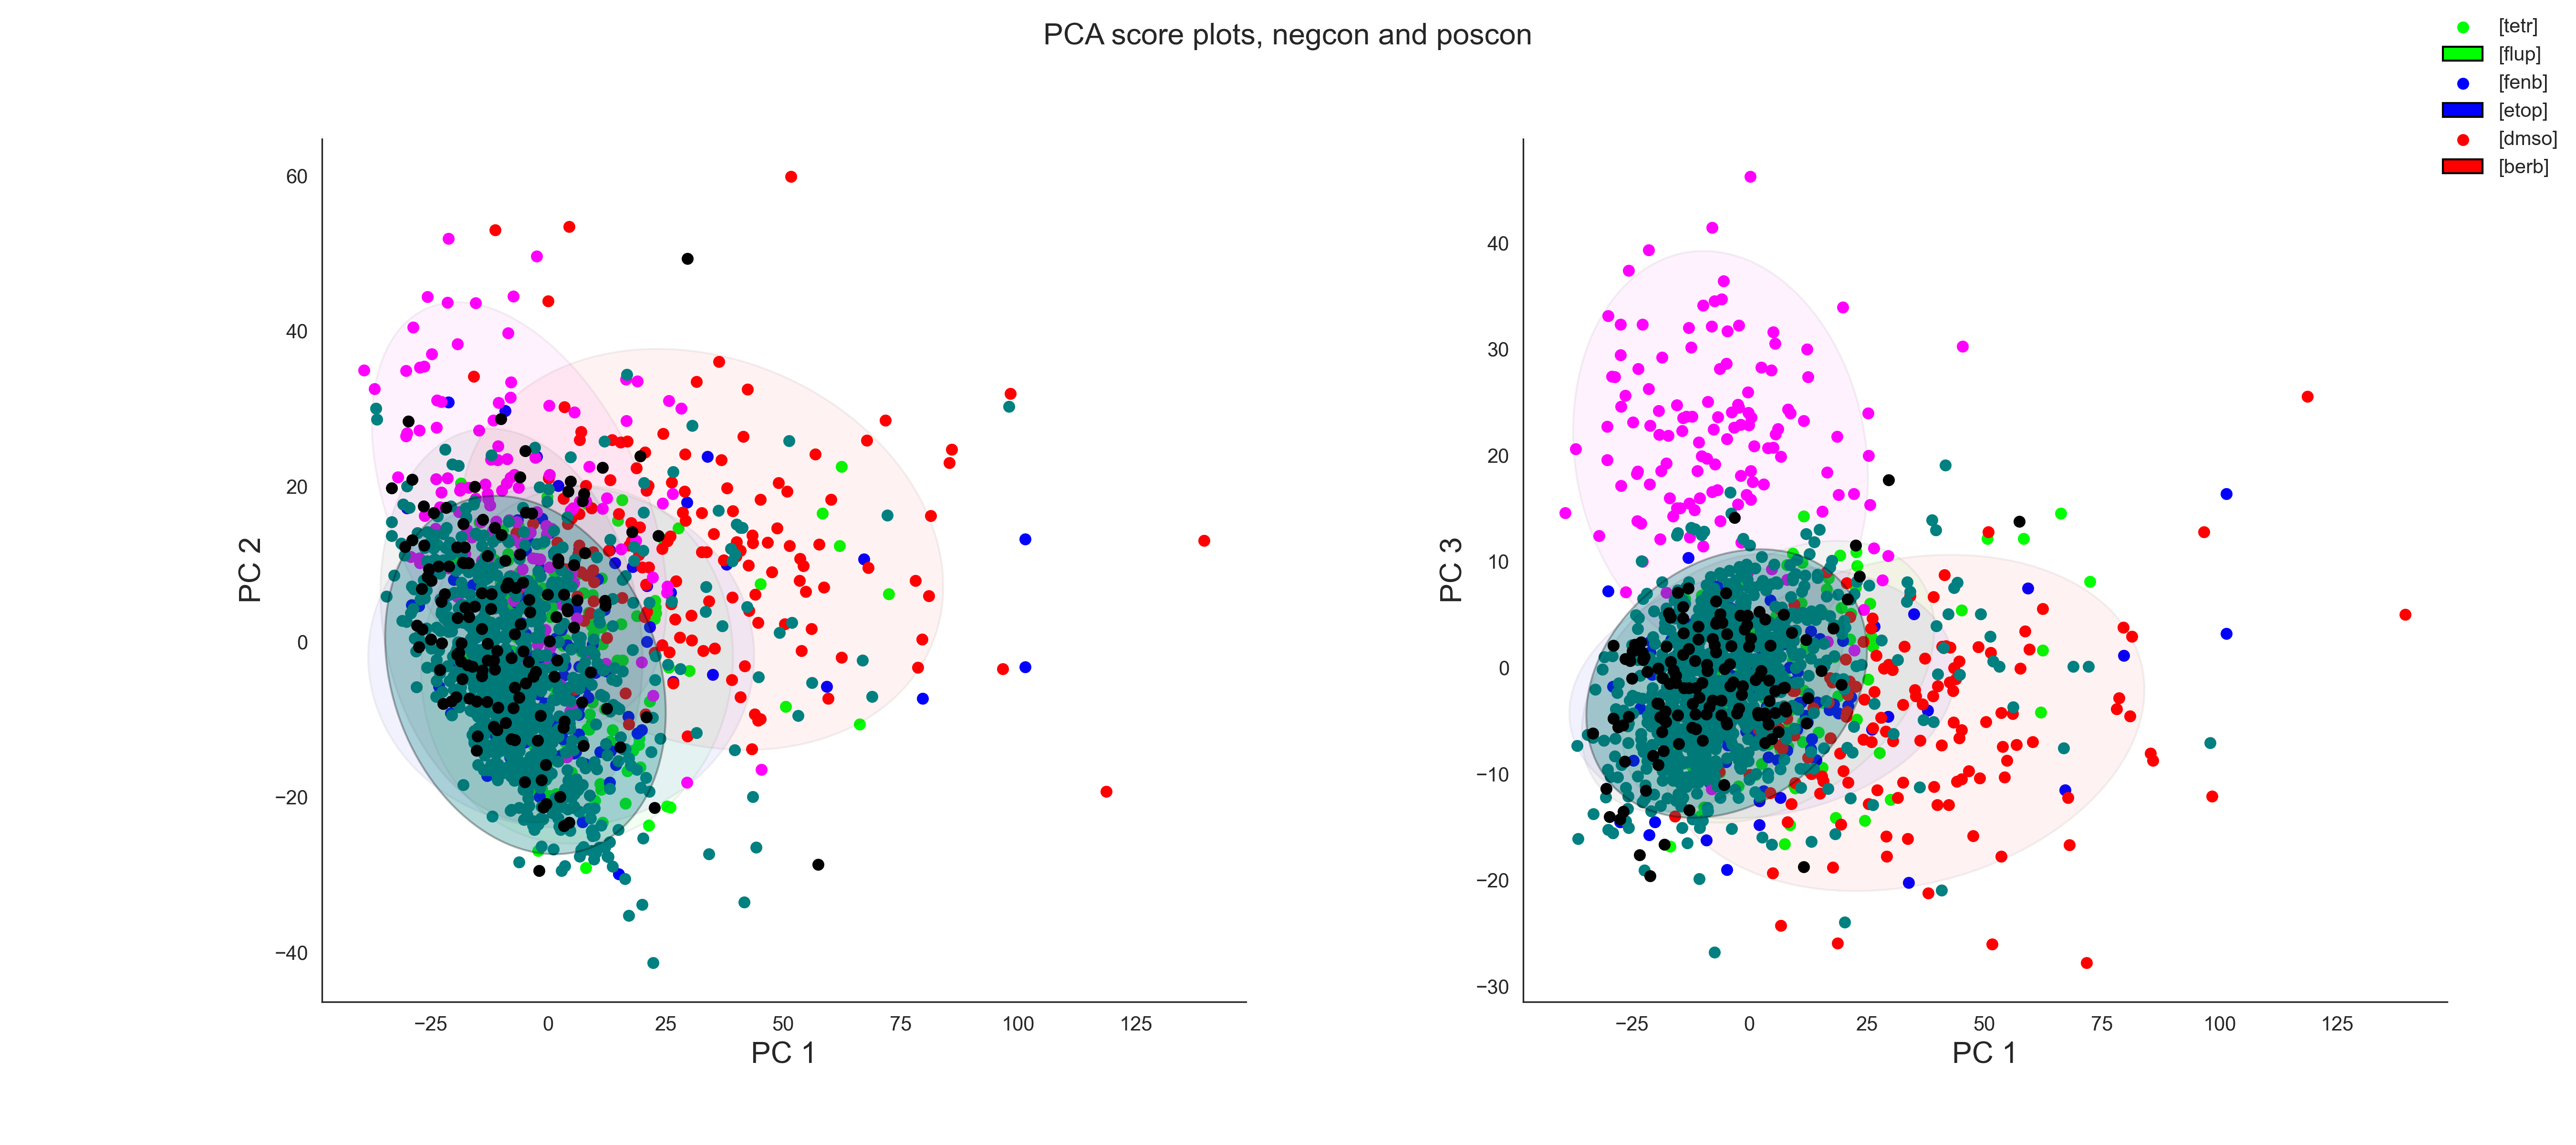 PCA score plots, negcon and poscon
[tetr]
[flup]
[fenb]
[etop]
[dmso]
[berb]
60
40
20
0
−20
−40
PC 2
−25 0 25 50 75 100 125
PC 1
40
30
20
10
0
−10
−20
−30
PC 3
−25 0 25 50 75 100 125
PC 1